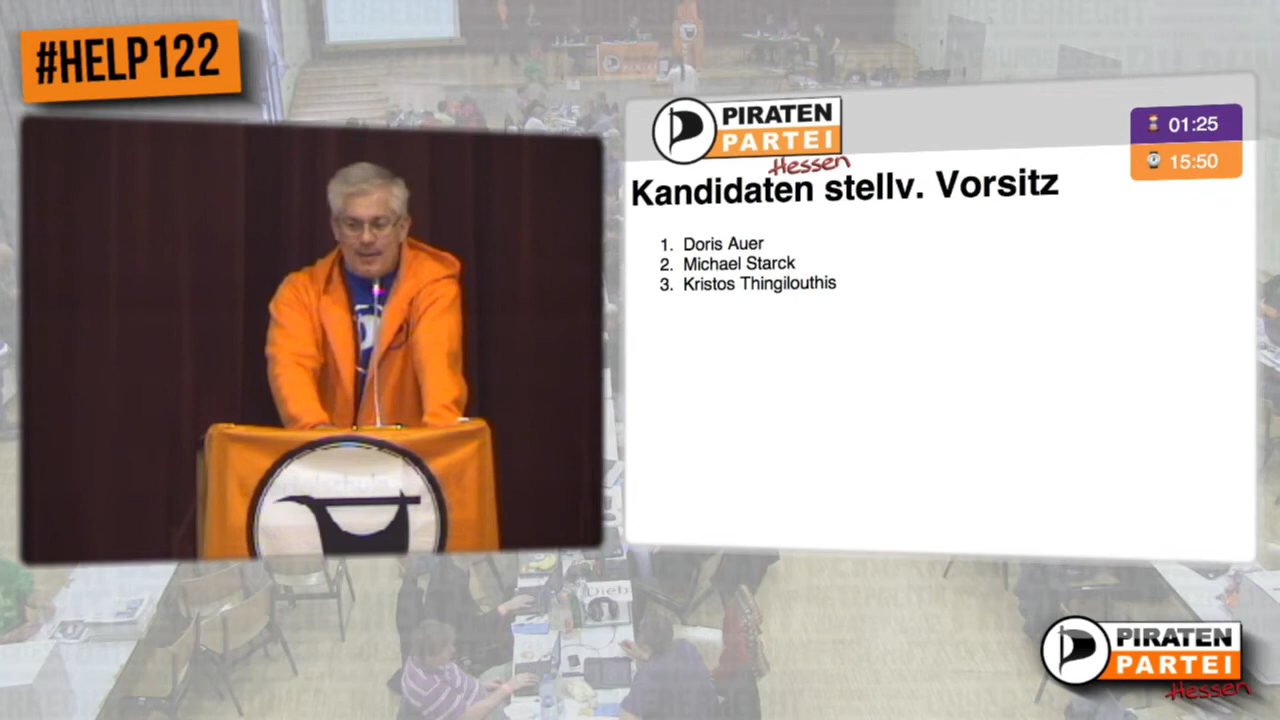 #HELP122
PIRATEN
PARTEI
Hessen
01:25
15:50
Kandidaten stellv. Vorsitz
1. Doris Auer
2. Michael Starck
3. Kristos Thingilouthis
Dieb
PIRATEN
PARTEI
Hessen